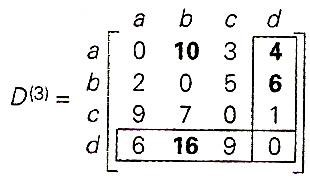 a b c d
a 0 10 3 4
b 2 0 5 6
D(3) =
c 9 7 0 1
d 6 16 9 0